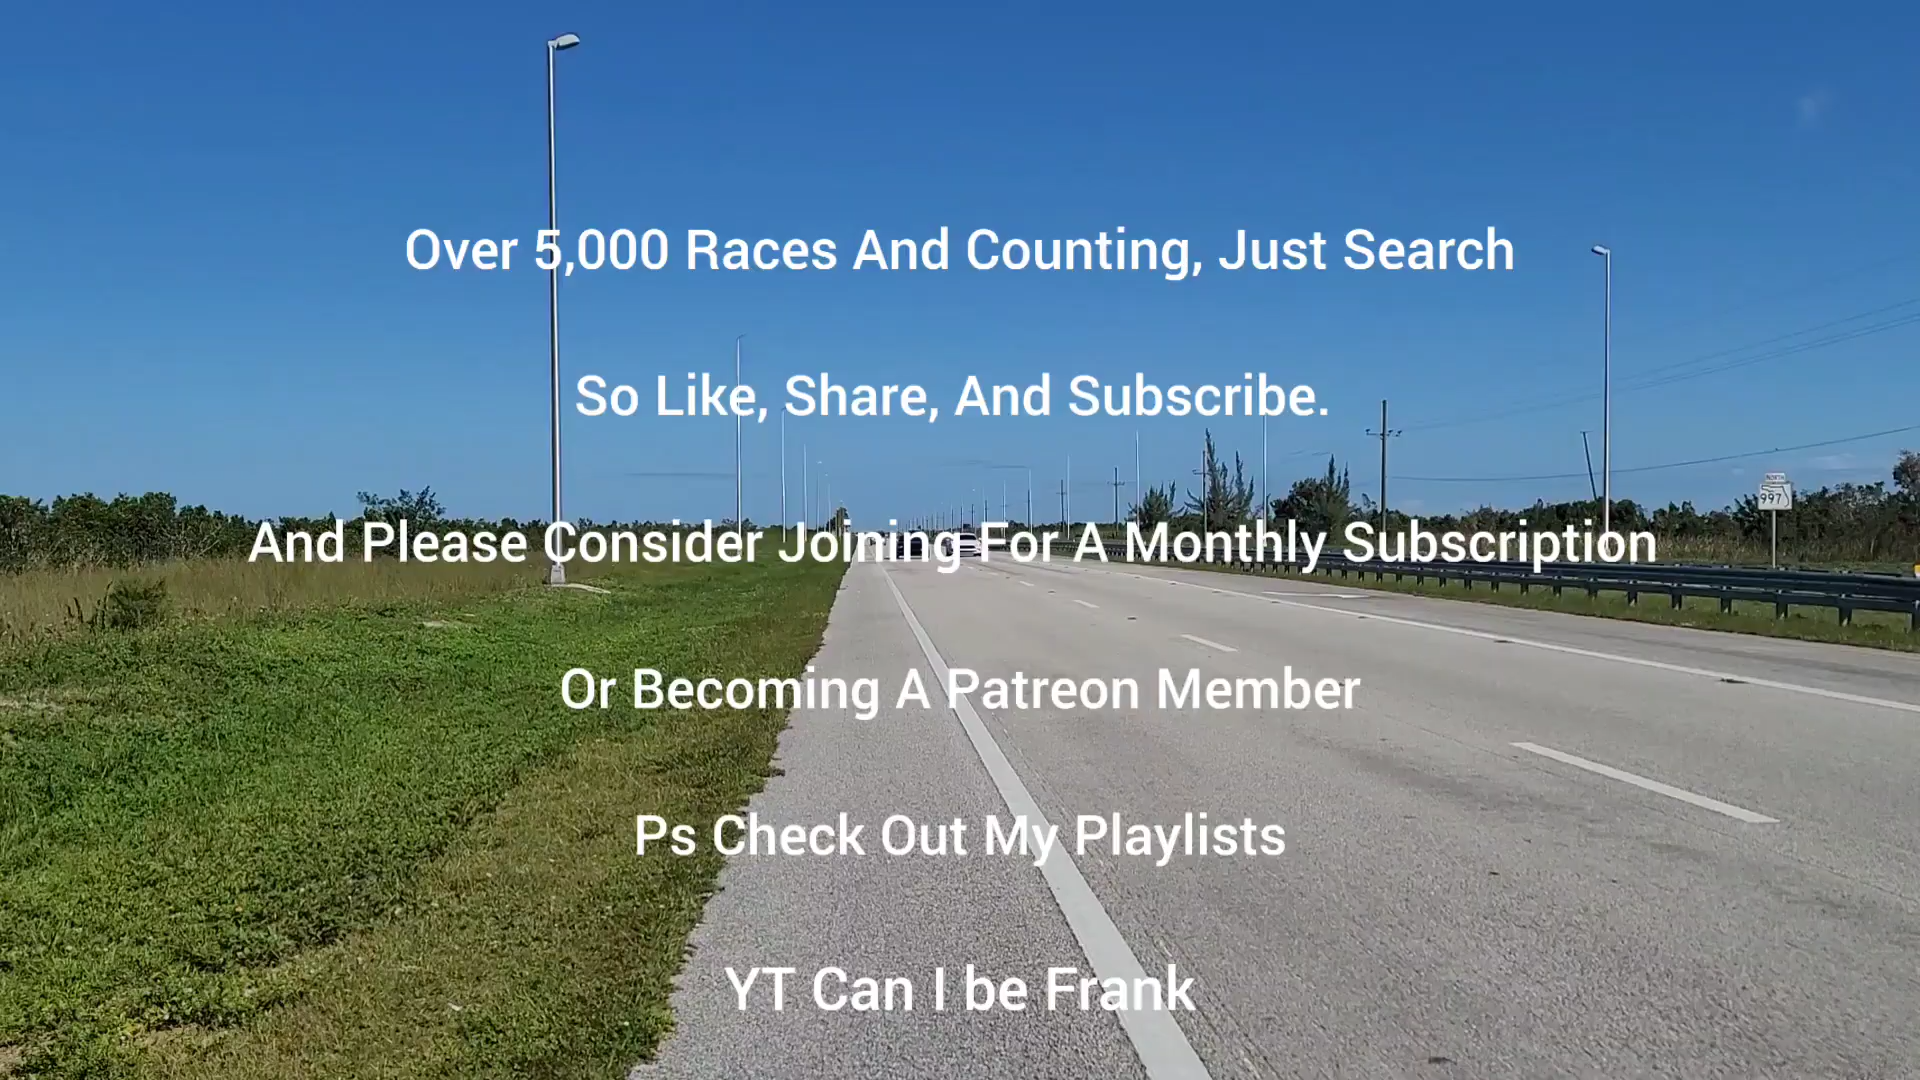 Over 5,000 Races And Counting, Just Search
So Like, Share, And Subscribe.
NORTH
997
And Please Consider Joining For A Monthly Subscription
Or Becoming A Patreon Member
Ps Check Out My Playlists
YT Can I be Frank